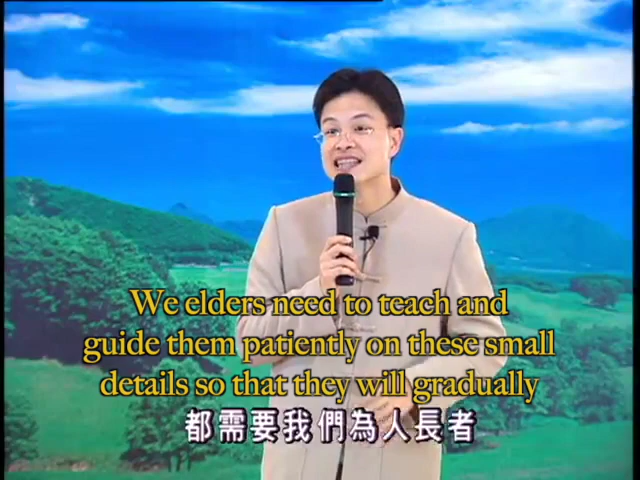 We elders need to teach and
guide them patiently on these small
details so that they will gradually
都需要我們為人長者